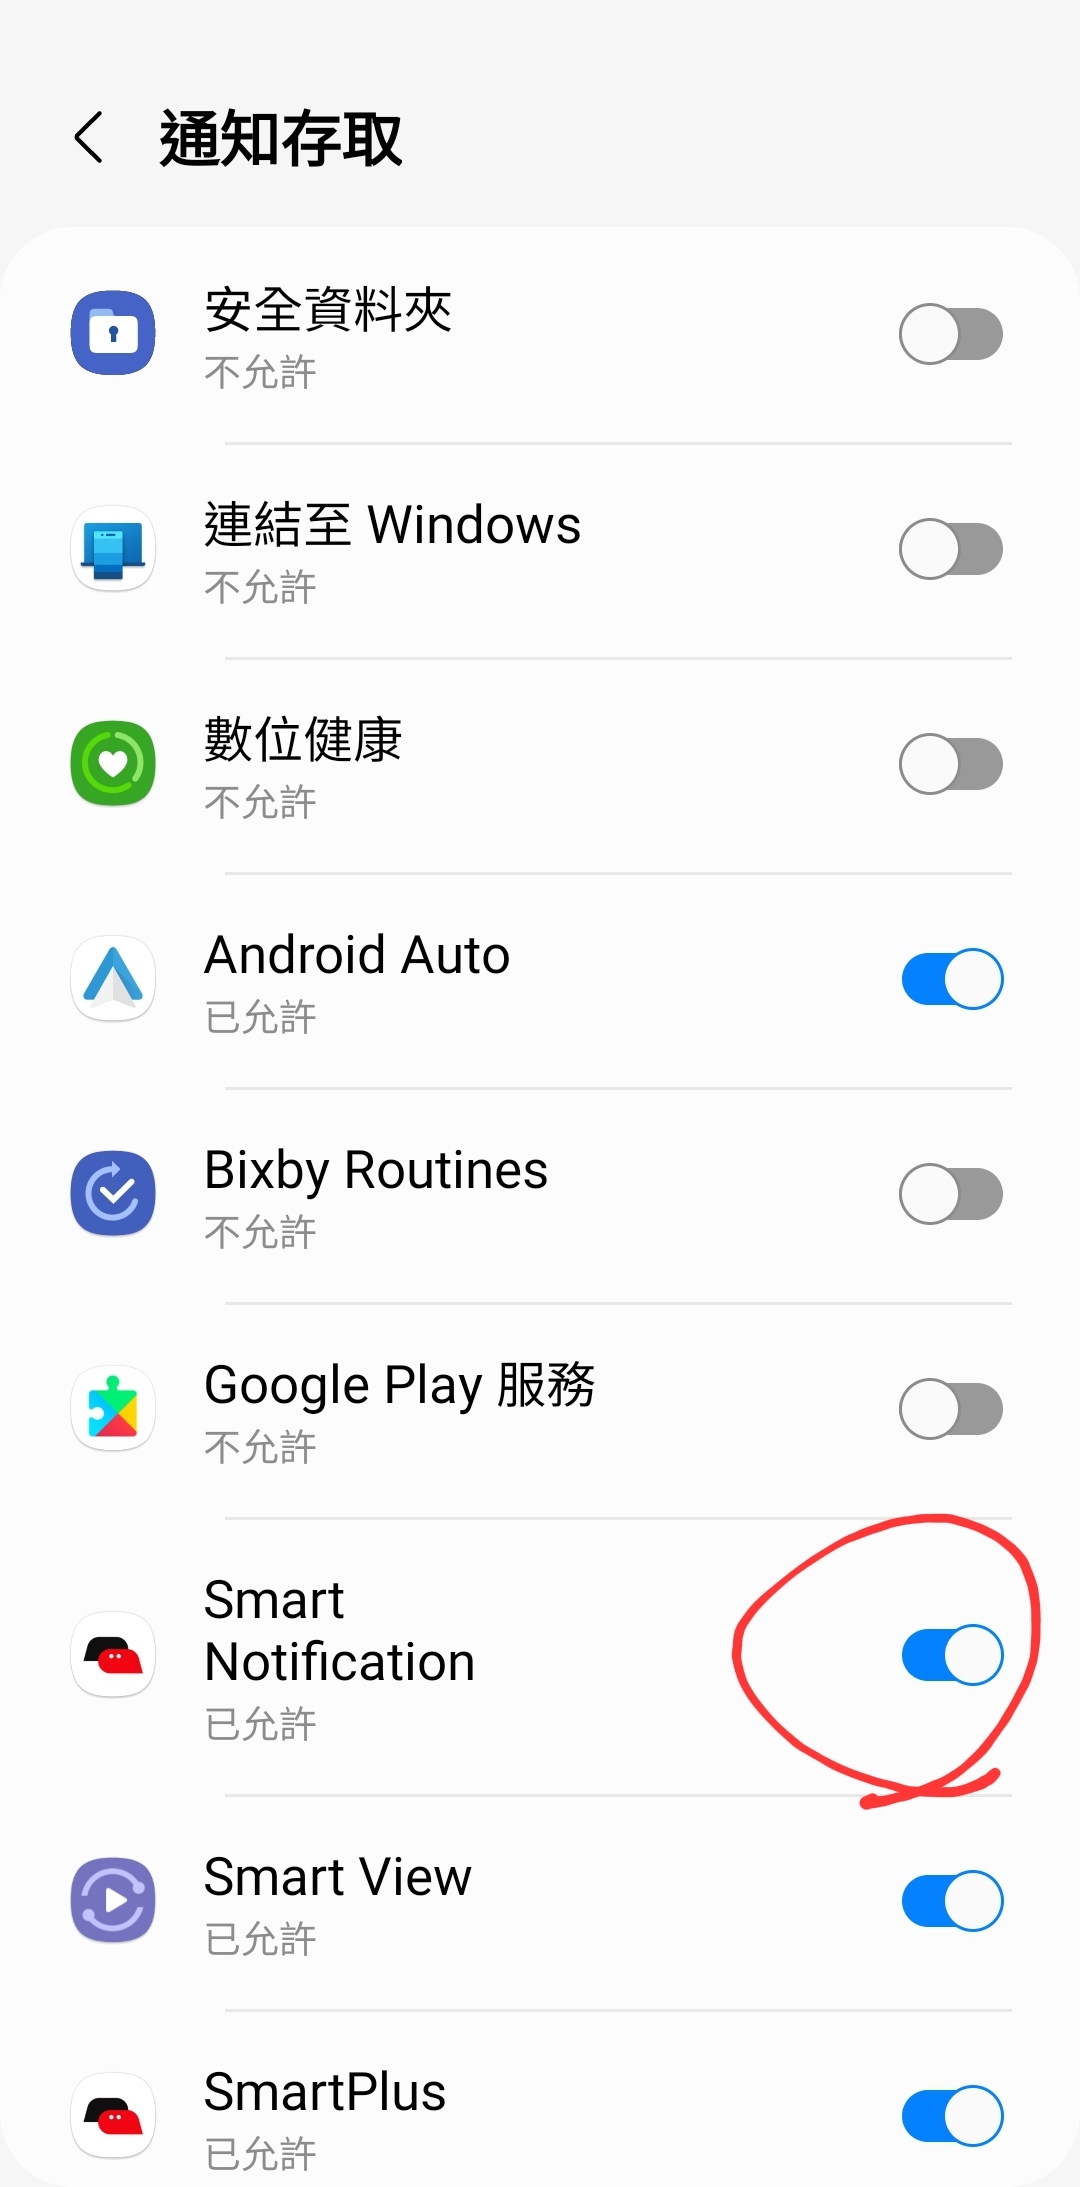 通知存取
安全資料夾
不允許
連結至 Windows
不允許
數位健康
不允許
Android Auto
已允許
Bixby Routines
不允許
Google Play 服務
不允許
Smart
Notification
已允許
Smart View
已允許
SmartPlus
已允許